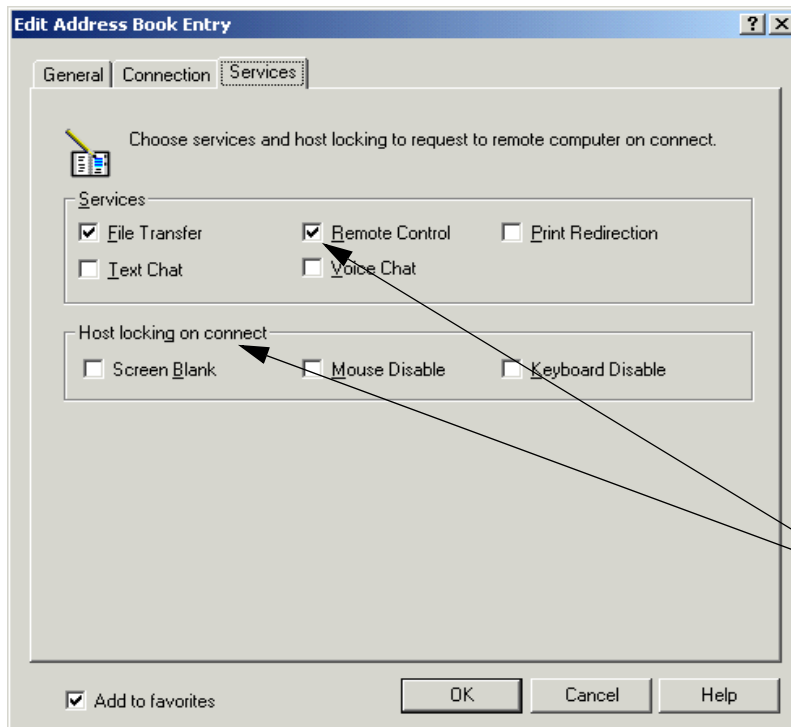 Edit Address Book Entry
General Connection Services
Choose services and host locking to request to remote computer on connect.
Services
File Transfer Remote Control Print Redirection
Text Chat Voice Chat
Host locking on connect
Screen Blank Mouse Disable Keyboard Disable
Add to favorites OK Cancel Help